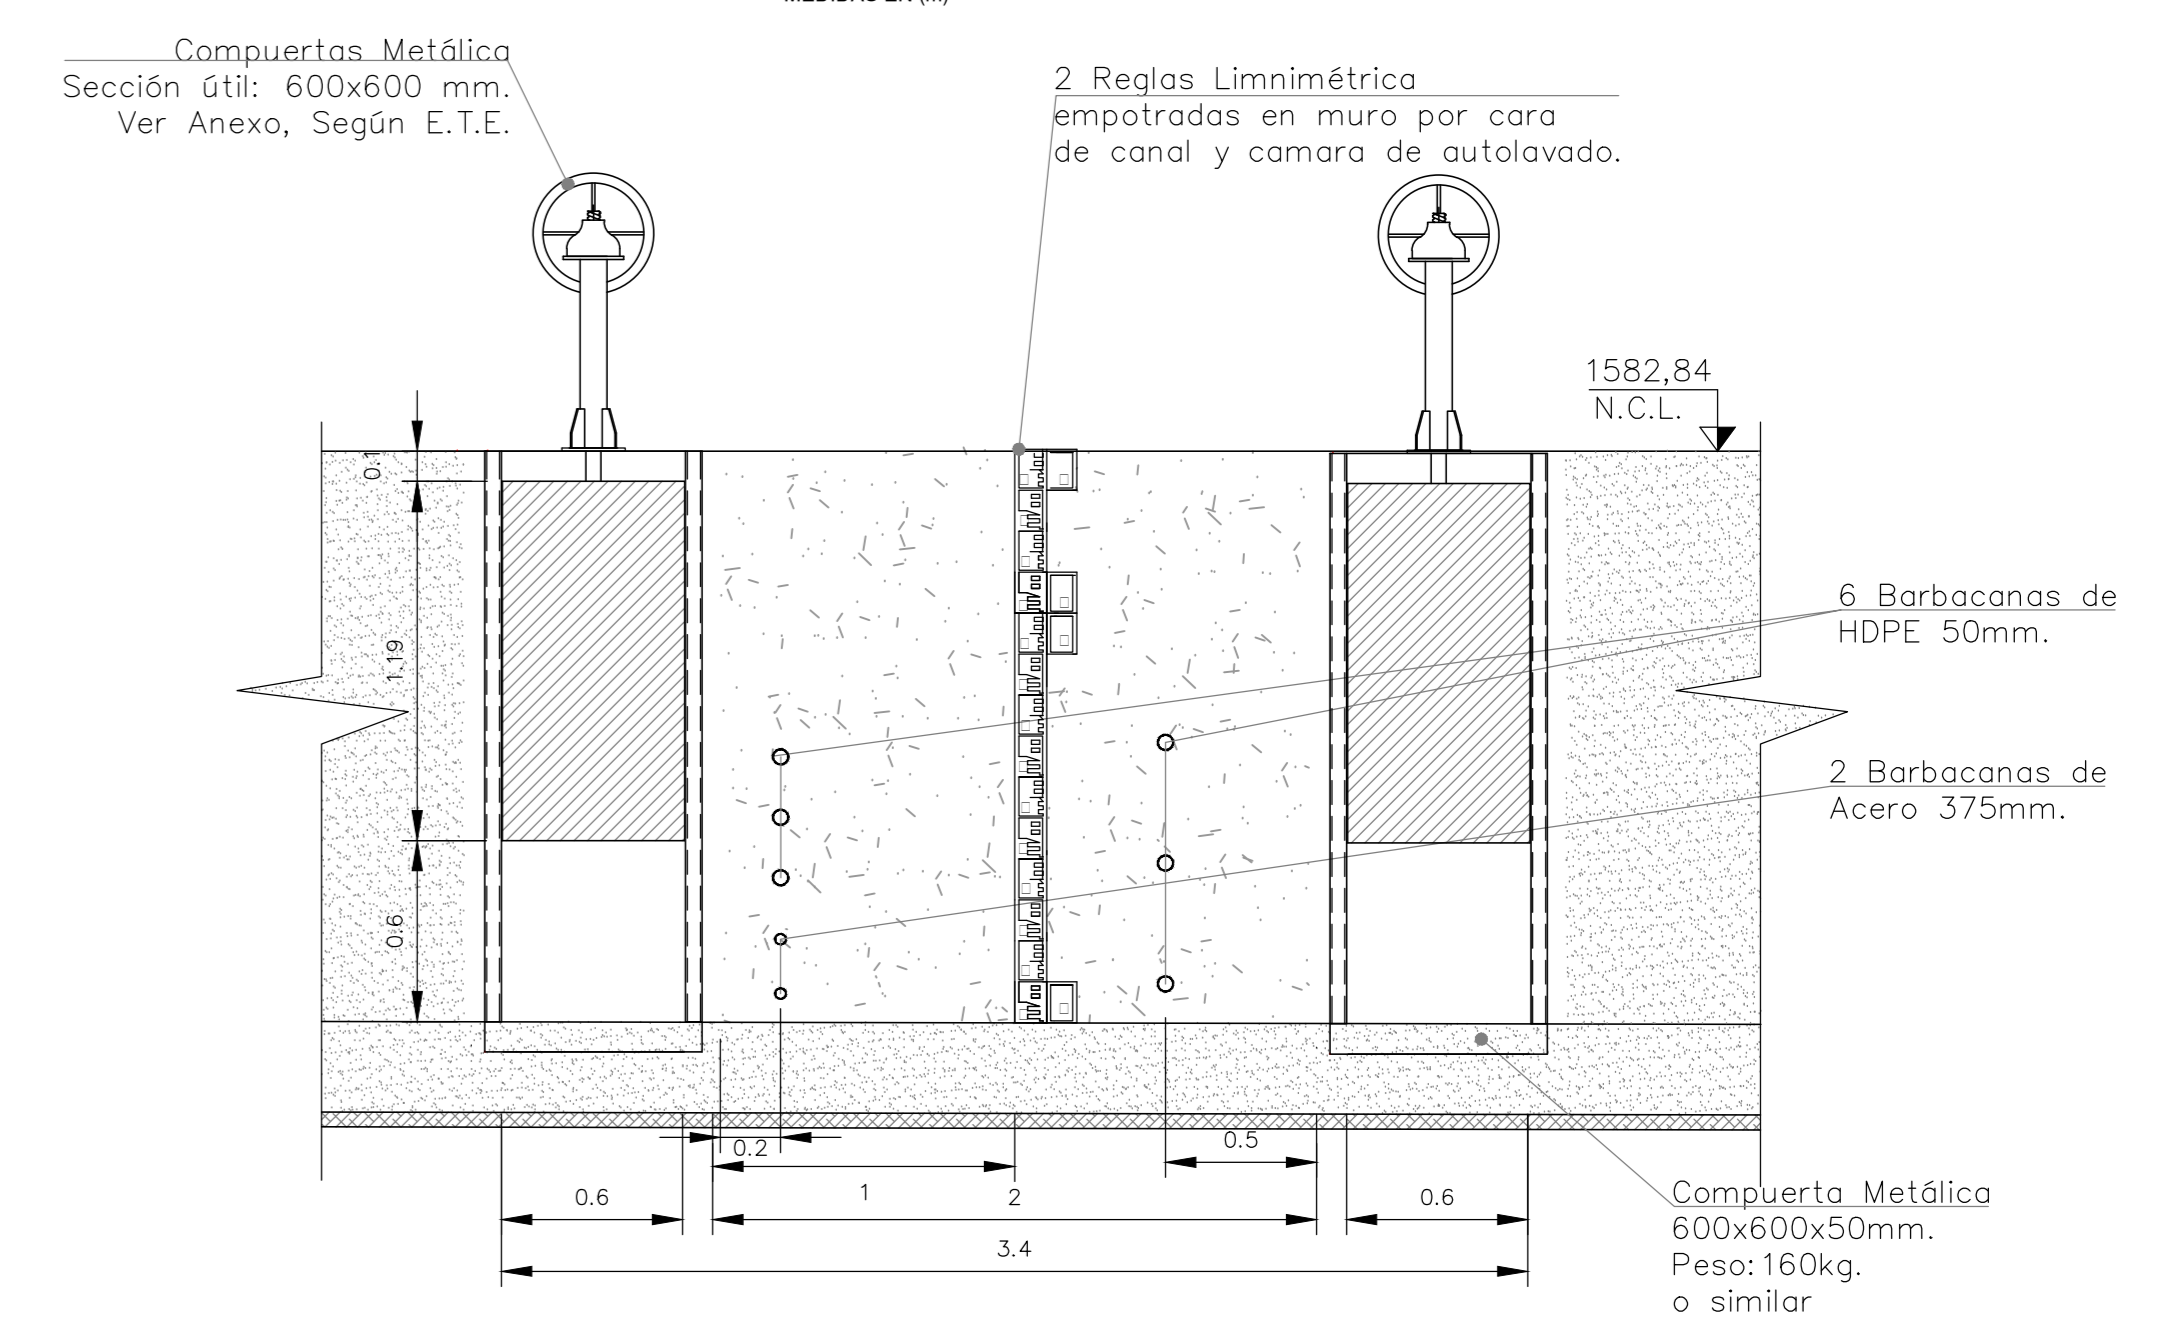 MEDIDAS EN (m)
Compuertas Metálica
Sección útil: 600x600 mm.
Ver Anexo, Según E.T.E.
2 Reglas Limnimétrica
empotradas en muro por cara
de canal y camara de autolavado.
1582,84
N.C.L.
0.1
1.19
0.6
6 Barbacanas de
HDPE 50mm.
2 Barbacanas de
Acero 375mm.
0.2
0.5
1
2
0.6
0.6
3.4
Compuerta Metálica
600x600x50mm.
Peso:160kg.
o similar